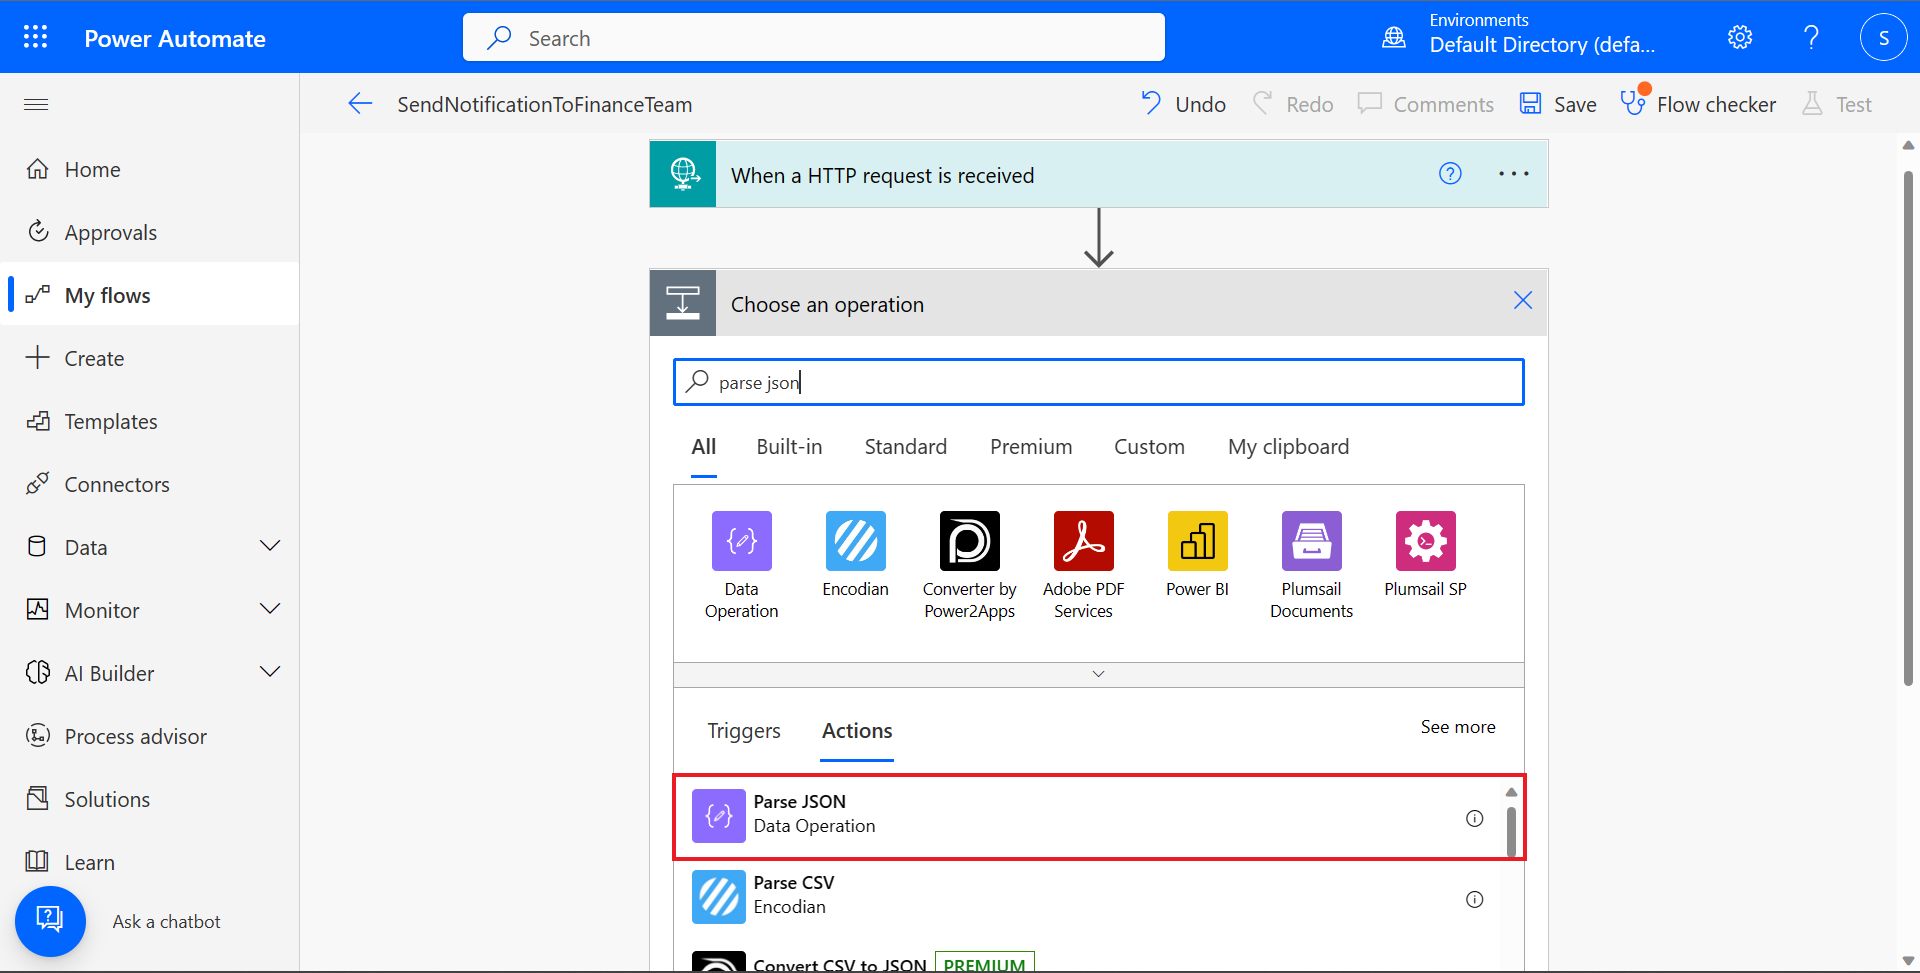 Power Automate
Search
Environments
Default Directory (defa...
S
SendNotificationToFinanceTeam
Undo
Redo
Comments
Save
Flow checker
Test
Home
Approvals
My flows
Create
Templates
Connectors
Data
Monitor
AI Builder
Process advisor
Solutions
Learn
Ask a chatbot
When a HTTP request is received
Choose an operation
parse json
All
Built-in
Standard
Premium
Custom
My clipboard
Data
Operation
Encodian
Converter by
Power2Apps
Adobe PDF
Services
Power BI
Plumsail
Documents
Plumsail SP
Triggers
Actions
See more
Parse JSON
Data Operation
Parse CSV
Encodian
Convert CSV to JSON PREMIUM